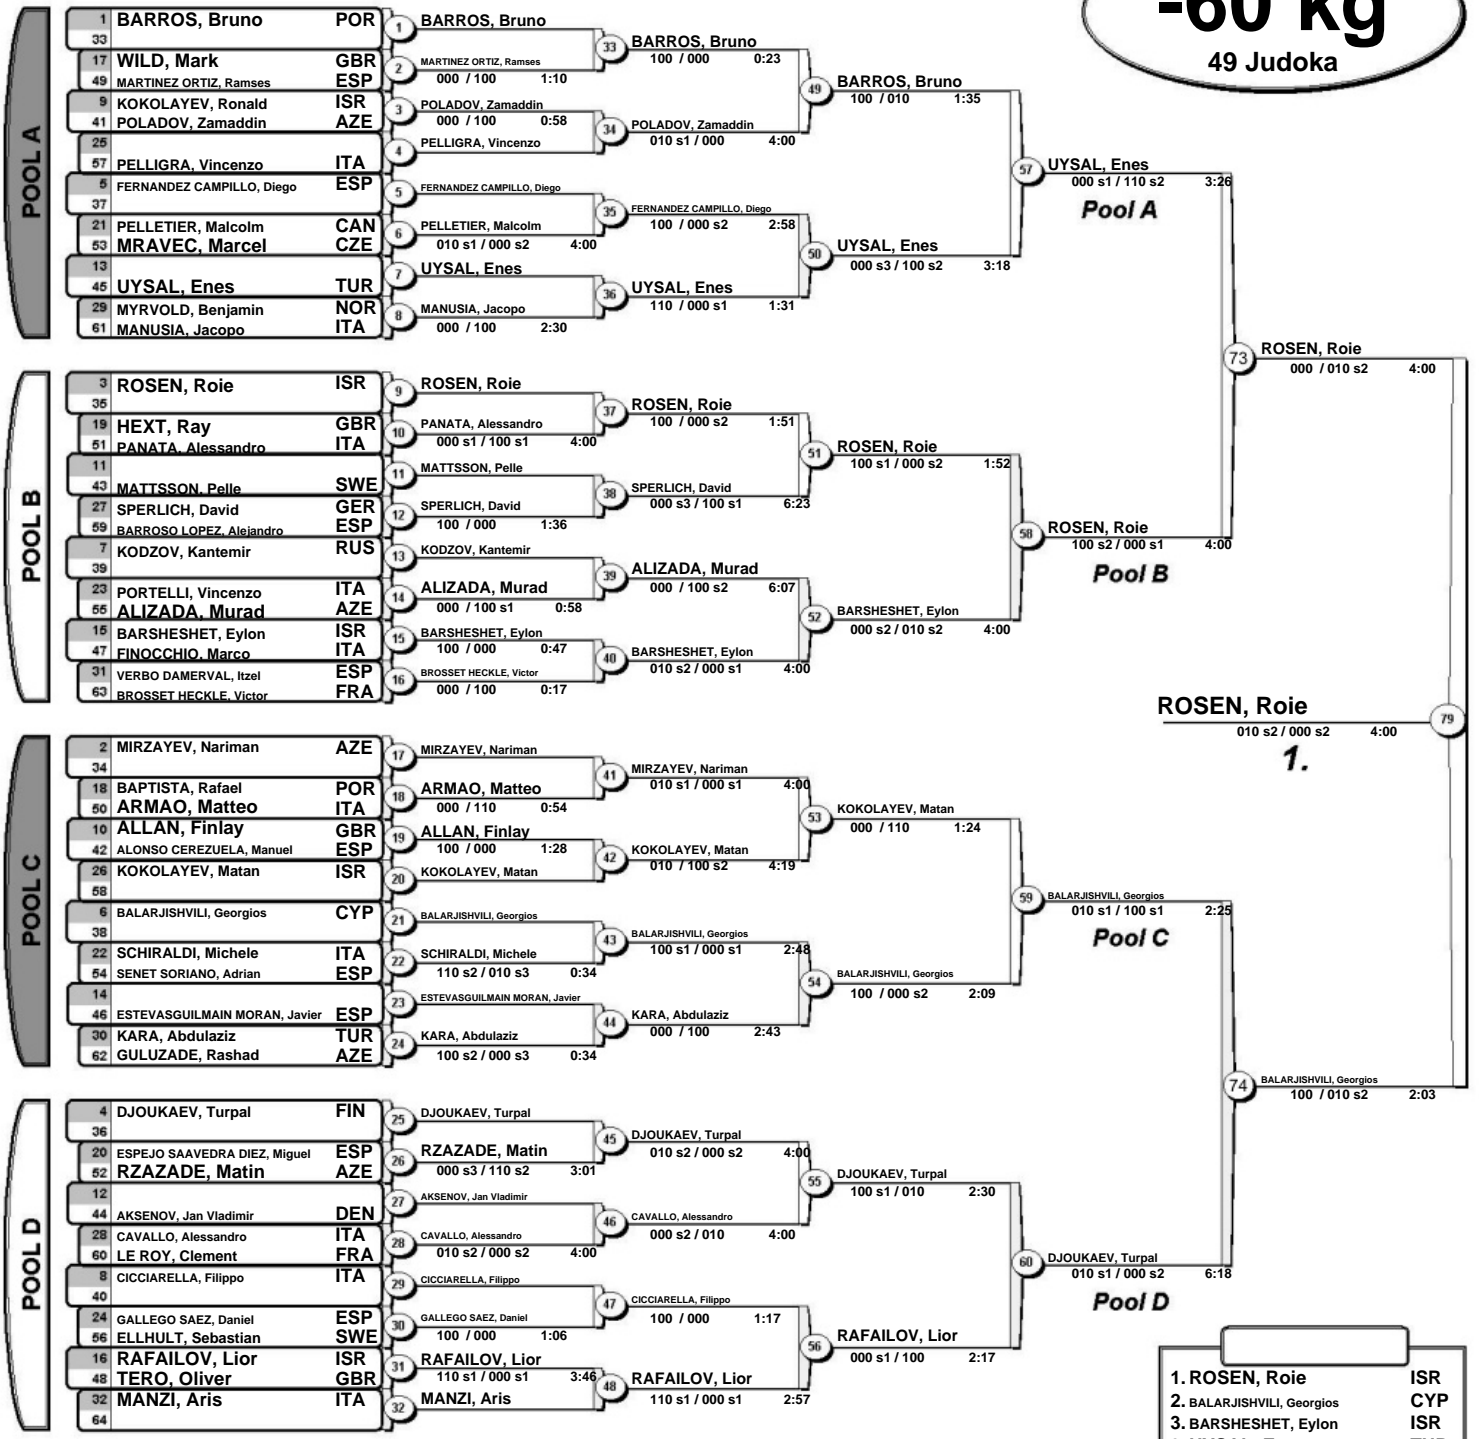 -60 kg
49 Judoka
POOL A
1 BARROS, Bruno POR
33
17 WILD, Mark GBR
49 MARTINEZ ORTIZ, Ramses ESP
9 KOKOLAYEV, Ronald ISR
41 POLADOV, Zamaddin AZE
25
57 PELLIGRA, Vincenzo ITA
5 FERNANDEZ CAMPILLO, Diego ESP
37
21 PELLETIER, Malcolm CAN
53 MRAVEC, Marcel CZE
13
45 UYSAL, Enes TUR
29 MYRVOLD, Benjamin NOR
61 MANUSIA, Jacopo ITA
1 BARROS, Bruno
2 MARTINEZ ORTIZ, Ramses
000 / 100 1:10
3 POLADOV, Zamaddin
000 / 100 0:58
4 PELLIGRA, Vincenzo
5 FERNANDEZ CAMPILLO, Diego
6 PELLETIER, Malcolm
010 s1 / 000 s2 4:00
7 UYSAL, Enes
8 MANUSIA, Jacopo
000 / 100 2:30
33 BARROS, Bruno
100 / 000 0:23
34 POLADOV, Zamaddin
010 s1 / 000 4:00
35 FERNANDEZ CAMPILLO, Diego
100 / 000 s2 2:58
36 UYSAL, Enes
110 / 000 s1 1:31
49 BARROS, Bruno
100 / 010 1:35
50 UYSAL, Enes
000 s3 / 100 s2 3:18
57 UYSAL, Enes
000 s1 / 110 s2 3:26
Pool A
POOL B
3 ROSEN, Roie ISR
35
19 HEXT, Ray GBR
51 PANATA, Alessandro ITA
11
43 MATTSSON, Pelle SWE
27 SPERLICH, David GER
59 BARROSO LOPEZ, Alejandro ESP
7 KODZOV, Kantemir RUS
39
23 PORTELLI, Vincenzo ITA
55 ALIZADA, Murad AZE
15 BARSHESHET, Eylon ISR
47 FINOCCHIO, Marco ITA
31 VERBO DAMERVAL, Itzel ESP
63 BROSSET HECKLE, Victor FRA
9 ROSEN, Roie
10 PANATA, Alessandro
000 s1 / 100 s1 4:00
11 MATTSSON, Pelle
12 SPERLICH, David
100 / 000 1:36
13 KODZOV, Kantemir
14 ALIZADA, Murad
000 / 100 s1 0:58
15 BARSHESHET, Eylon
100 / 000 0:47
16 BROSSET HECKLE, Victor
000 / 100 0:17
37 ROSEN, Roie
100 / 000 s2 1:51
38 SPERLICH, David
000 s3 / 100 s1 6:23
39 ALIZADA, Murad
000 / 100 s2 6:07
40 BARSHESHET, Eylon
010 s2 / 000 s1 4:00
51 ROSEN, Roie
100 s1 / 000 s2 1:52
52 BARSHESHET, Eylon
000 s2 / 010 s2 4:00
58 ROSEN, Roie
100 s2 / 000 s1 4:00
Pool B
73 ROSEN, Roie
000 / 010 s2 4:00
ROSEN, Roie 79
010 s2 / 000 s2 4:00
1.
POOL C
2 MIRZAYEV, Nariman AZE
34
18 BAPTISTA, Rafael POR
50 ARMAO, Matteo ITA
10 ALLAN, Finlay GBR
42 ALONSO CEREZUELA, Manuel ESP
26 KOKOLAYEV, Matan ISR
58
6 BALARJISHVILI, Georgios CYP
38
22 SCHIRALDI, Michele ITA
54 SENET SORIANO, Adrian ESP
14
46 ESTEVASGUILMAIN MORAN, Javier ESP
30 KARA, Abdulaziz TUR
62 GULUZADE, Rashad AZE
17 MIRZAYEV, Nariman
18 ARMAO, Matteo
000 / 110 0:54
19 ALLAN, Finlay
100 / 000 1:28
20 KOKOLAYEV, Matan
21 BALARJISHVILI, Georgios
22 SCHIRALDI, Michele
110 s2 / 010 s3 0:34
23 ESTEVASGUILMAIN MORAN, Javier
24 KARA, Abdulaziz
100 s2 / 000 s3 0:34
41 MIRZAYEV, Nariman
010 s1 / 000 s1 4:00
42 KOKOLAYEV, Matan
010 / 100 s2 4:19
43 BALARJISHVILI, Georgios
100 s1 / 000 s1 2:48
44 KARA, Abdulaziz
000 / 100 2:43
53 KOKOLAYEV, Matan
000 / 110 1:24
54 BALARJISHVILI, Georgios
100 / 000 s2 2:09
59 BALARJISHVILI, Georgios
010 s1 / 100 s1 2:25
Pool C
74 BALARJISHVILI, Georgios
100 / 010 s2 2:03
POOL D
4 DJOUKAEV, Turpal FIN
36
20 ESPEJO SAAVEDRA DIEZ, Miguel ESP
52 RZAZADE, Matin AZE
12
44 AKSENOV, Jan Vladimir DEN
28 CAVALLO, Alessandro ITA
60 LE ROY, Clement FRA
8 CICCIARELLA, Filippo ITA
40
24 GALLEGO SAEZ, Daniel ESP
56 ELLHULT, Sebastian SWE
16 RAFAILOV, Lior ISR
48 TERO, Oliver GBR
32 MANZI, Aris ITA
64
25 DJOUKAEV, Turpal
26 RZAZADE, Matin
000 s3 / 110 s2 3:01
27 AKSENOV, Jan Vladimir
28 CAVALLO, Alessandro
010 s2 / 000 s2 4:00
29 CICCIARELLA, Filippo
30 GALLEGO SAEZ, Daniel
100 / 000 1:06
31 RAFAILOV, Lior
110 s1 / 000 s1 3:46
32 MANZI, Aris
45 DJOUKAEV, Turpal
010 s2 / 000 s2 4:00
46 CAVALLO, Alessandro
000 s2 / 010 4:00
47 CICCIARELLA, Filippo
100 / 000 1:17
48 RAFAILOV, Lior
110 s1 / 000 s1 2:57
55 DJOUKAEV, Turpal
100 s1 / 010 2:30
56 RAFAILOV, Lior
000 s1 / 100 2:17
60 DJOUKAEV, Turpal
010 s1 / 000 s2 6:18
Pool D
1. ROSEN, Roie ISR
2. BALARJISHVILI, Georgios CYP
3. BARSHESHET, Eylon ISR